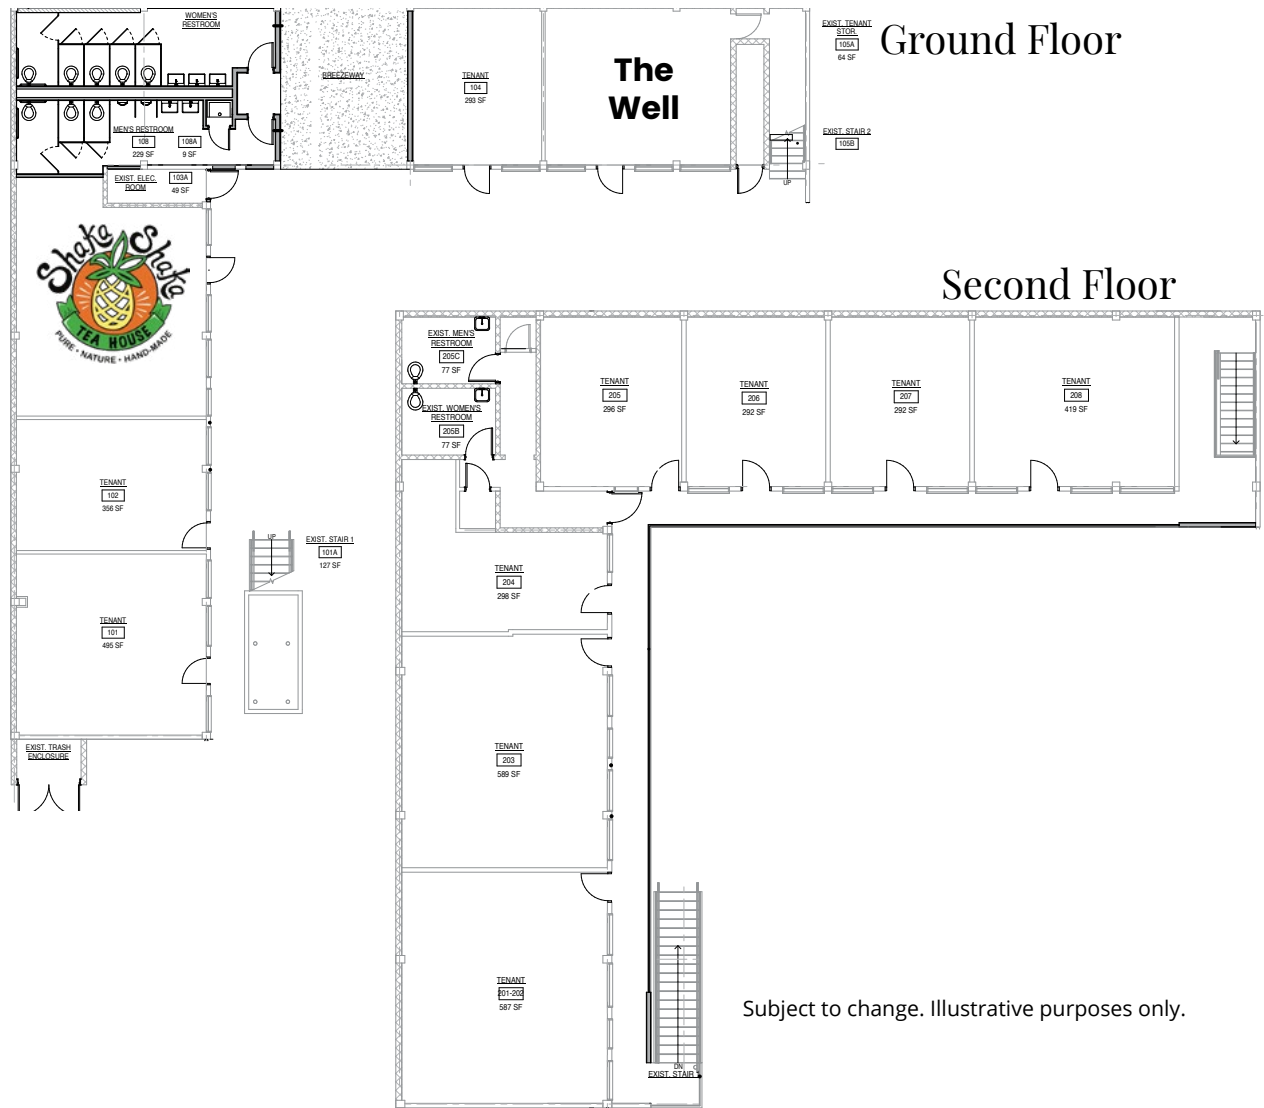 Ground Floor
WOMEN'S
RESTROOM
MEN'S RESTROOM
108
229 SF
108A
9 SF
EXIST. ELEC.
ROOM
103A
49 SF
BREEZEWAY
TENANT
104
293 SF
The
Well
EXIST. TENANT
STOR.
105A
64 SF
EXIST. STAIR 2
105B
UP
Shaka Shaka
TEA HOUSE
PURE • NATURE • HAND-MADE
TENANT
102
356 SF
TENANT
101
495 SF
UP
EXIST. STAIR 1
101A
127 SF
EXIST. TRASH
ENCLOSURE
Second Floor
EXIST. MEN'S
RESTROOM
205C
77 SF
EXIST. WOMEN'S
RESTROOM
205B
77 SF
TENANT
205
296 SF
TENANT
206
292 SF
TENANT
207
292 SF
TENANT
208
419 SF
TENANT
204
298 SF
TENANT
203
589 SF
TENANT
201-202
587 SF
DN
EXIST. STAIR
Subject to change. Illustrative purposes only.